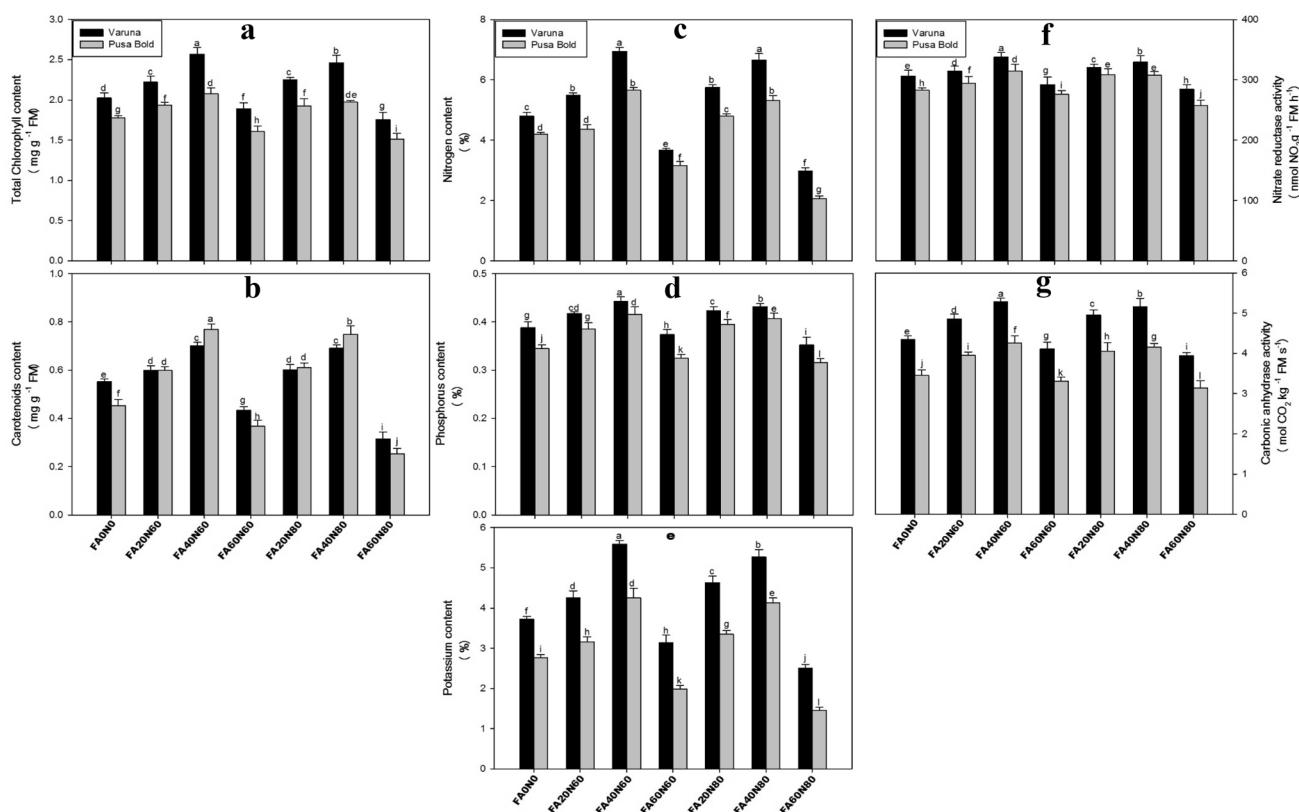 a
Varuna
Pusa Bold
Total Chlorophyll content
( mg g -1 FM)
3.0
2.5
2.0
1.5
1.0
0.5
0.0
d
g
c
f
a
d
f
h
c
f
b
de
g
i
b
Carotenoids content
( mg g -1 FM)
1.0
0.8
0.6
0.4
0.2
0.0
e
f
d
d
c
a
g
h
d
d
c
b
i
j
FA0N0
FA20N60
FA40N60
FA60N60
FA20N80
FA40N80
FA60N80
c
Varuna
Pusa Bold
Nitrogen content
( %)
8
6
4
2
0
c
d
b
d
a
b
e
f
b
c
a
b
f
g
d
Phosphorus content
( %)
0.5
0.4
0.3
0.2
0.1
0.0
g
j
cd
g
a
d
h
k
c
f
b
e
i
l
e
Potassium content
( %)
6
5
4
3
2
1
0
f
i
d
h
a
d
h
k
c
g
b
e
j
l
FA0N0
FA20N60
FA40N60
FA60N60
FA20N80
FA40N80
FA60N80
f
Varuna
Pusa Bold
Nitrate reductase activity
( nmol NO2g-1 FM h-1)
400
300
200
100
0
e
h
d
f
a
d
g
i
c
e
b
e
h
j
g
Carbonic anhydrase activity
( mol CO2 kg-1 FM s-1)
6
5
4
3
2
1
0
e
j
d
i
a
f
g
k
c
h
b
g
i
l
FA0N0
FA20N60
FA40N60
FA60N60
FA20N80
FA40N80
FA60N80